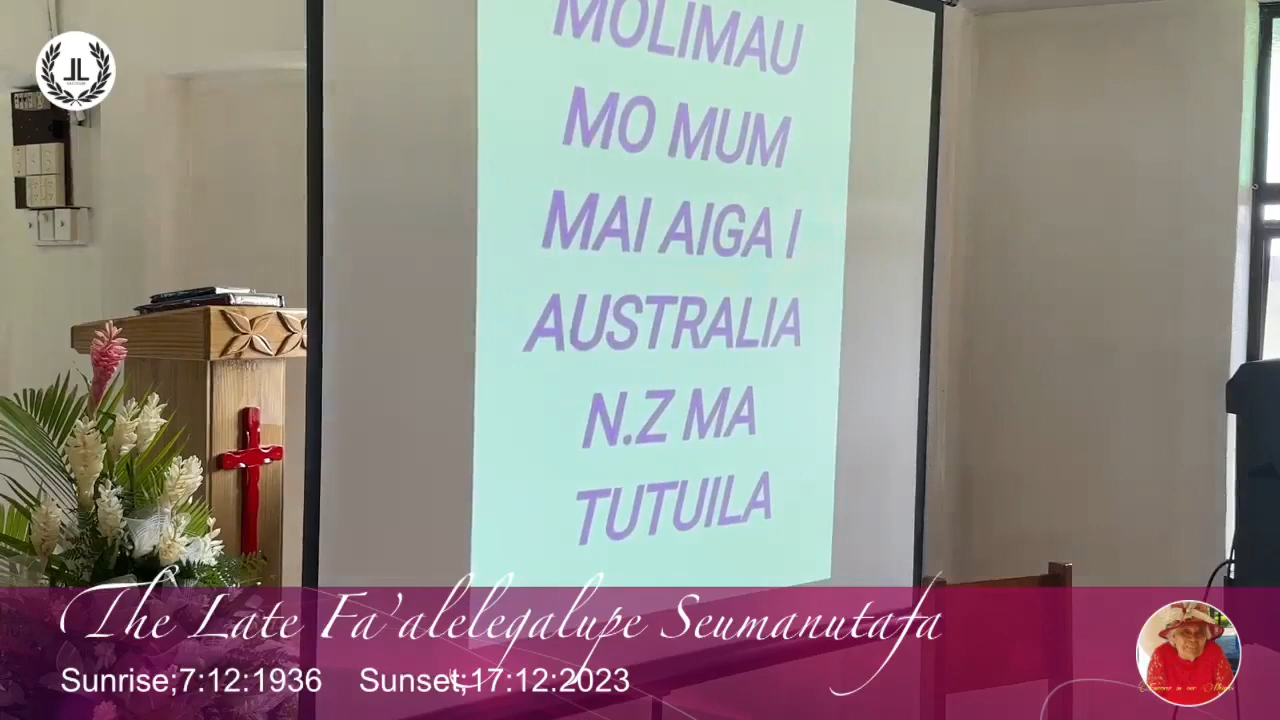 JL
MOLIMAU
MO MUM
MAI AIGA I
AUSTRALIA
N.Z MA
TUTUILA
The Late Fa'alelegalupe Seumanutafa
Sunrise;7:12:1936 Sunset;17:12:2023